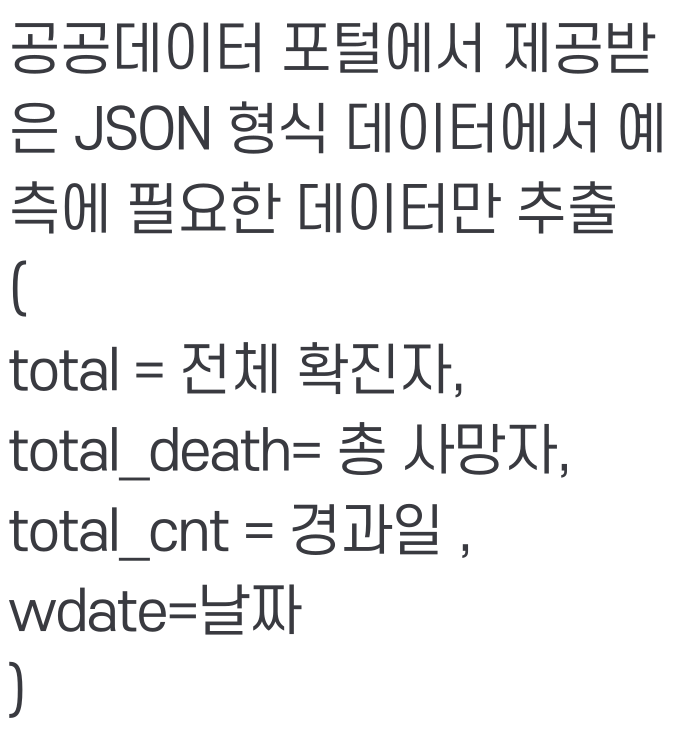 공공데이터 포털에서 제공받
은 JSON 형식 데이터에서 예
측에 필요한 데이터만 추출
(
total = 전체 확진자,
total_death= 총 사망자,
total_cnt = 경과일 ,
wdate=날짜
)